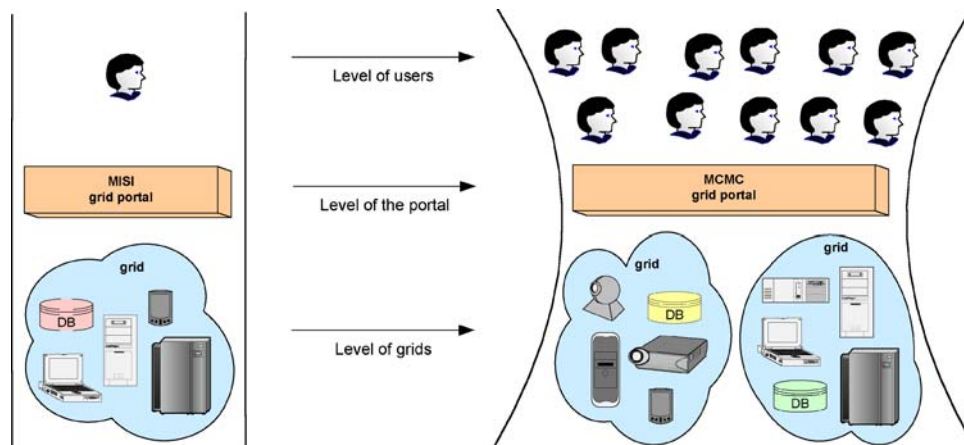 Level of users
MISI
grid portal
Level of the portal
MCMC
grid portal
grid
DB
Level of grids
grid
DB
grid
DB